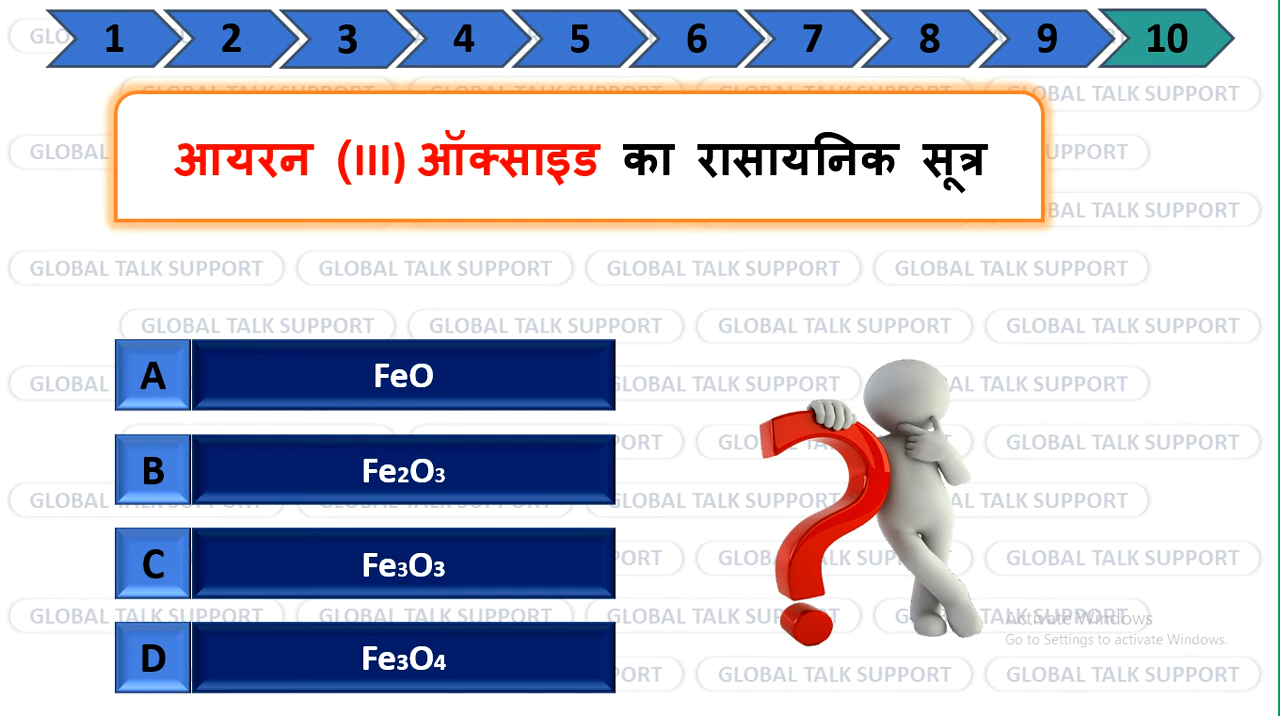 1 2 3 4 5 6 7 8 9 10
आयरन (III) ऑक्साइड का रासायनिक सूत्र
A FeO
B Fe₂O₃
C Fe₃O₃
D Fe₃O₄
GLOBAL TALK SUPPORT
Activate Windows
Go to Settings to activate Windows.